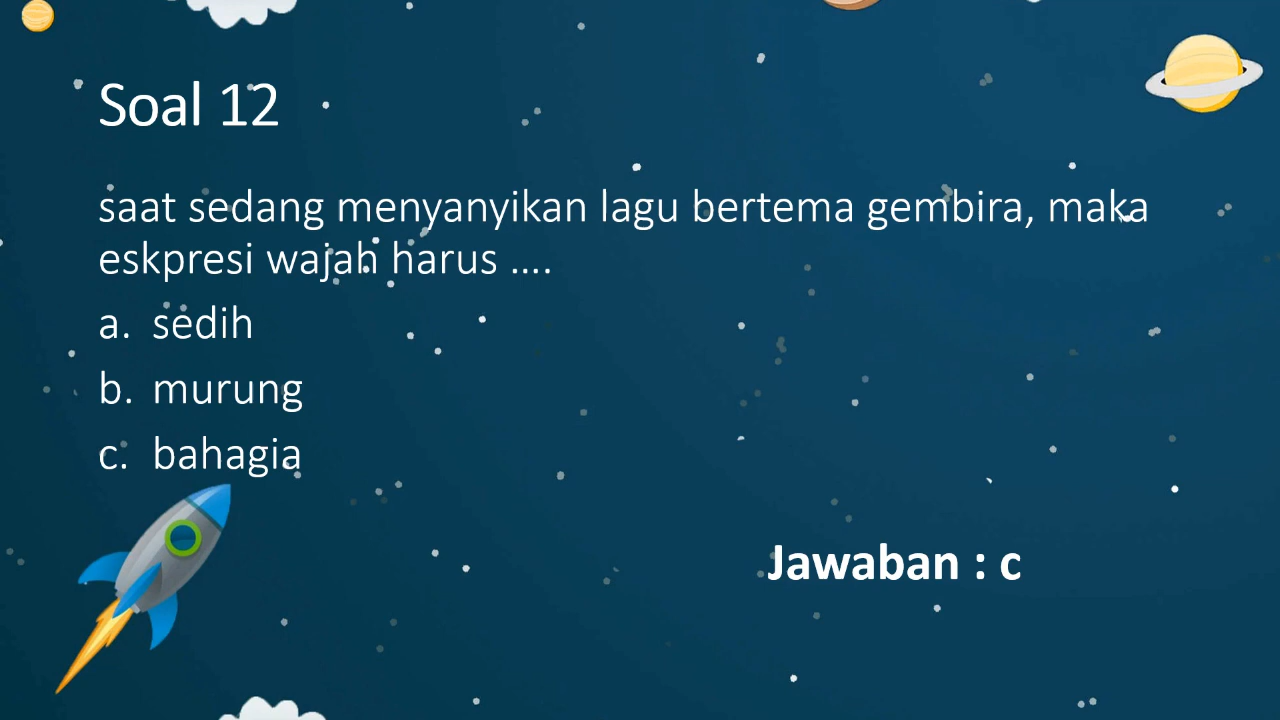 Soal 12
saat sedang menyanyikan lagu bertema gembira, maka
eskpresi wajah harus ....
a. sedih
b. murung
c. bahagia
Jawaban : c